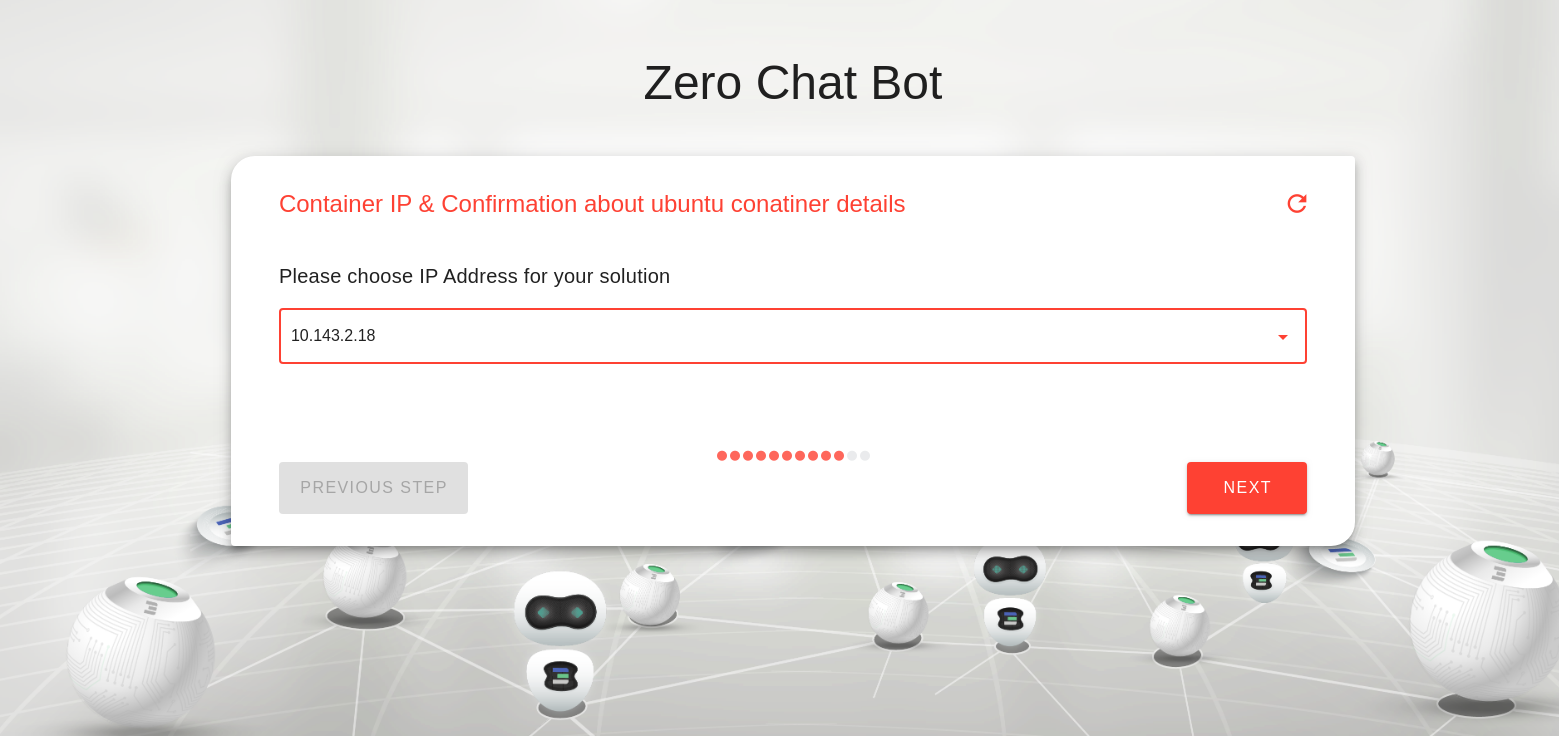 Zero Chat Bot
Container IP & Confirmation about ubuntu conatiner details
Please choose IP Address for your solution
10.143.2.18
PREVIOUS STEP
NEXT